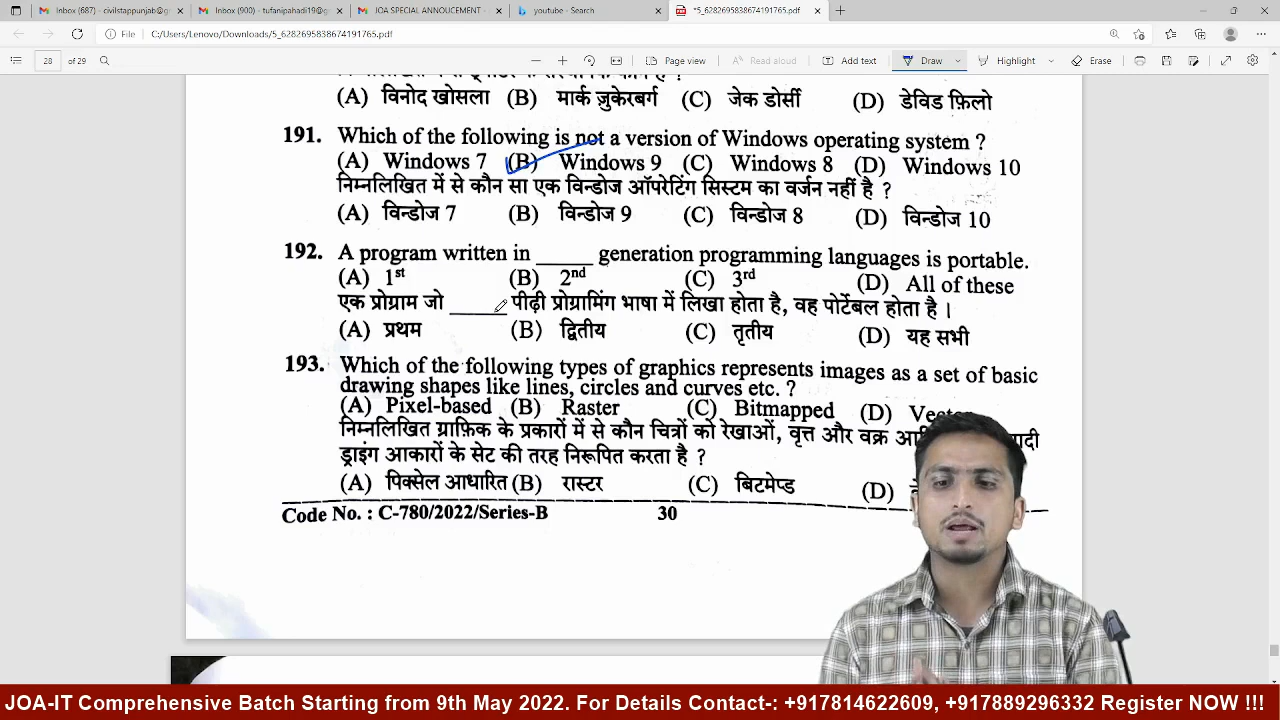 Inbox (687) - civilstappunjab@g
Inbox (900) - tufanipahadi19@g
JOA SPECIAL ANNOUCEMENT -
youtube - Search
*5_6282695838674191765.pdf
File C:/Users/Lenovo/Downloads/5_6282695838674191765.pdf
28 of 29 Page view Read aloud Add text Draw Highlight Erase
(A) विनोद खोसला (B) मार्क ज़ुकेरबर्ग (C) जेक डोर्सी (D) डेविड फ़िलो
191. Which of the following is not a version of Windows operating system ?
(A) Windows 7 (B) Windows 9 (C) Windows 8 (D) Windows 10
निम्नलिखित में से कौन सा एक विन्डोज ऑपरेटिंग सिस्टम का वर्जन नहीं है ?
(A) विन्डोज 7 (B) विन्डोज 9 (C) विन्डोज 8 (D) विन्डोज 10
192. A program written in _____ generation programming languages is portable.
(A) 1st (B) 2nd (C) 3rd (D) All of these
एक प्रोग्राम जो _____ पीढ़ी प्रोग्रामिंग भाषा में लिखा होता है, वह पोर्टेबल होता है ।
(A) प्रथम (B) द्वितीय (C) तृतीय (D) यह सभी
193. Which of the following types of graphics represents images as a set of basic
drawing shapes like lines, circles and curves etc. ?
(A) Pixel-based (B) Raster (C) Bitmapped (D) Vector
निम्नलिखित ग्राफ़िक के प्रकारों में से कौन चित्रों को रेखाओं, वृत्त और वक्र
ड्राइंग आकारों के सेट की तरह निरूपित करता है ?
(A) पिक्सेल आधारित (B) रास्टर (C) बिटमेप्ड (D)
Code No. : C-780/2022/Series-B 30
JOA-IT Comprehensive Batch Starting from 9th May 2022. For Details Contact-: +917814622609, +917889296332 Register NOW !!!